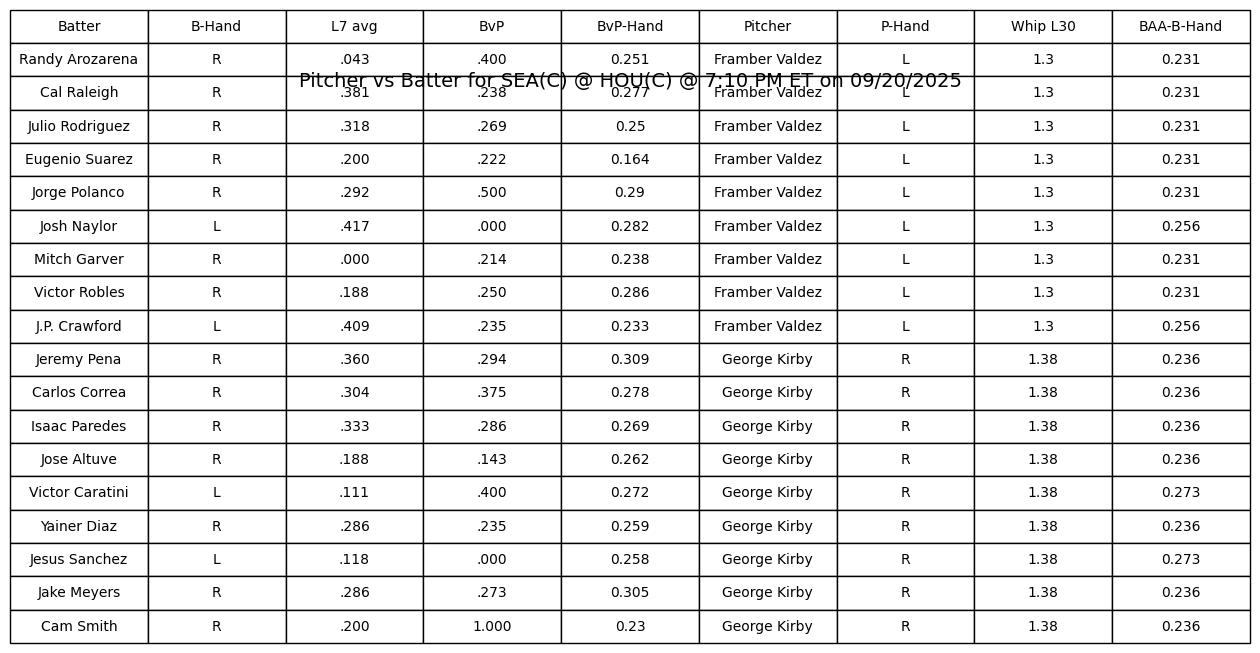 Batter B-Hand L7 avg BvP BvP-Hand Pitcher P-Hand Whip L30 BAA-B-Hand
Randy Arozarena R .043 .400 0.251 Framber Valdez L 1.3 0.231
Pitcher vs Batter for SEA(C) @ HOU(C) @ 7:10 PM ET on 09/20/2025
Cal Raleigh R .381 .238 0.277 Framber Valdez L 1.3 0.231
Julio Rodriguez R .318 .269 0.25 Framber Valdez L 1.3 0.231
Eugenio Suarez R .200 .222 0.164 Framber Valdez L 1.3 0.231
Jorge Polanco R .292 .500 0.29 Framber Valdez L 1.3 0.231
Josh Naylor L .417 .000 0.282 Framber Valdez L 1.3 0.256
Mitch Garver R .000 .214 0.238 Framber Valdez L 1.3 0.231
Victor Robles R .188 .250 0.286 Framber Valdez L 1.3 0.231
J.P. Crawford L .409 .235 0.233 Framber Valdez L 1.3 0.256
Jeremy Pena R .360 .294 0.309 George Kirby R 1.38 0.236
Carlos Correa R .304 .375 0.278 George Kirby R 1.38 0.236
Isaac Paredes R .333 .286 0.269 George Kirby R 1.38 0.236
Jose Altuve R .188 .143 0.262 George Kirby R 1.38 0.236
Victor Caratini L .111 .400 0.272 George Kirby R 1.38 0.273
Yainer Diaz R .286 .235 0.259 George Kirby R 1.38 0.236
Jesus Sanchez L .118 .000 0.258 George Kirby R 1.38 0.273
Jake Meyers R .286 .273 0.305 George Kirby R 1.38 0.236
Cam Smith R .200 1.000 0.23 George Kirby R 1.38 0.236